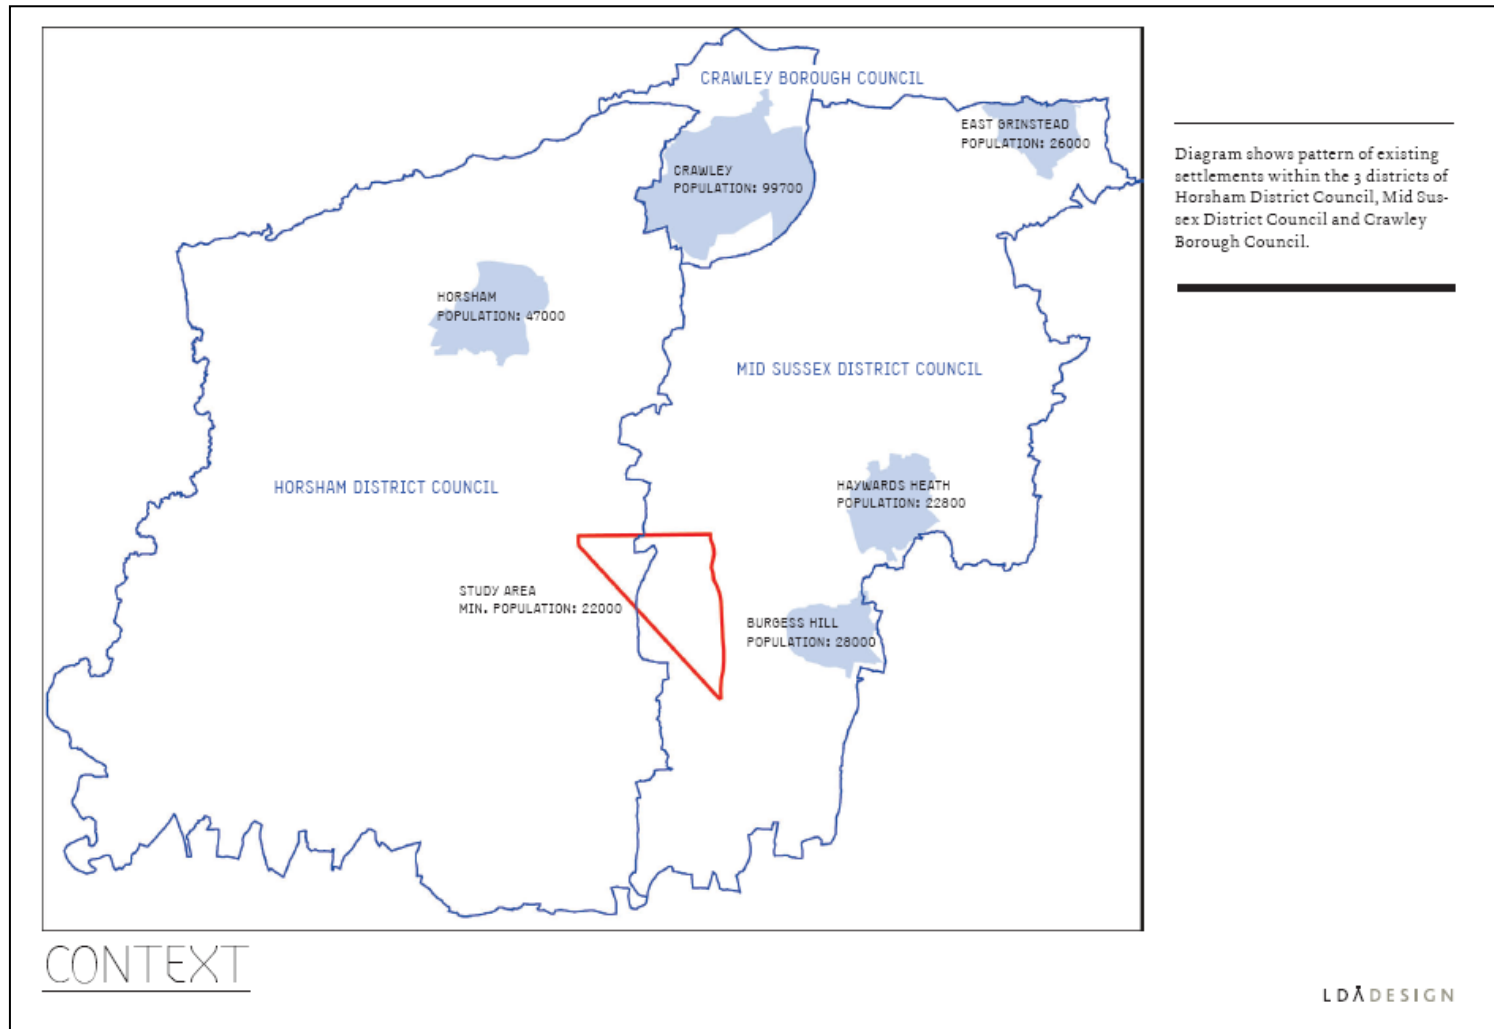 CRAWLEY BOROUGH COUNCIL
EAST GRINSTEAD
POPULATION: 26000
CRAWLEY
POPULATION: 99700
HORSHAM
POPULATION: 47000
MID SUSSEX DISTRICT COUNCIL
HORSHAM DISTRICT COUNCIL
HAYWARDS HEATH
POPULATION: 22800
STUDY AREA
MIN. POPULATION: 22000
BURGESS HILL
POPULATION: 28000
Diagram shows pattern of existing
settlements within the 3 districts of
Horsham District Council, Mid Sus-
sex District Council and Crawley
Borough Council.
CONTEXT
LDADESIGN